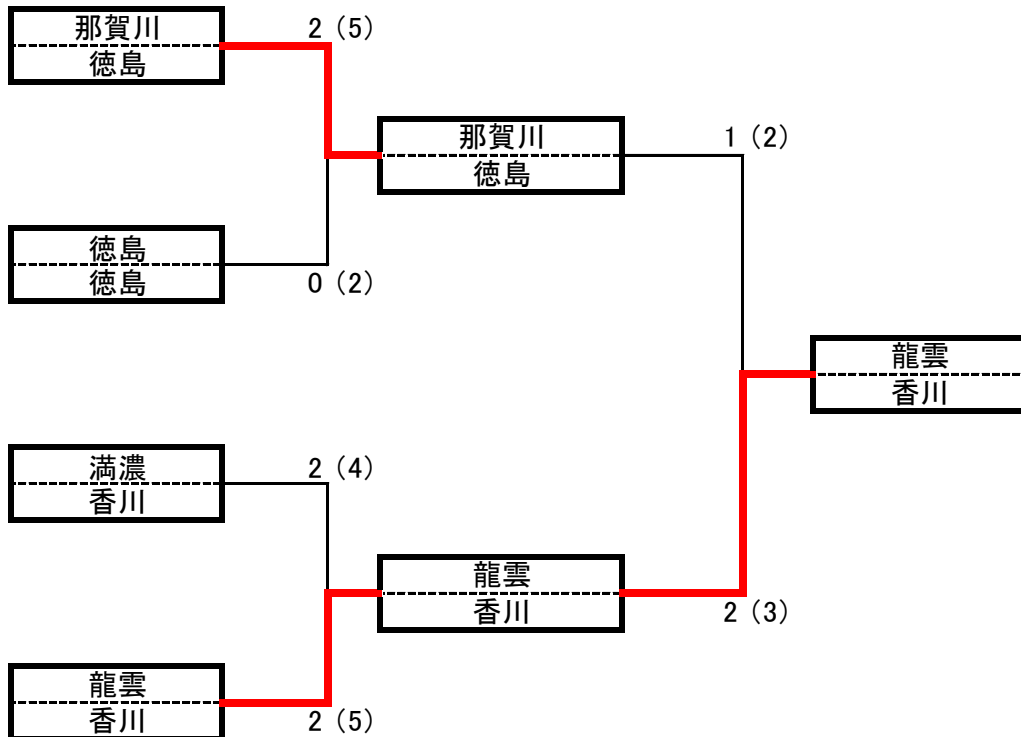 那賀川
徳島
2（5）
那賀川
徳島
1（2）
徳島
徳島
0（2）
龍雲
香川
満濃
香川
2（4）
龍雲
香川
2（3）
龍雲
香川
2（5）